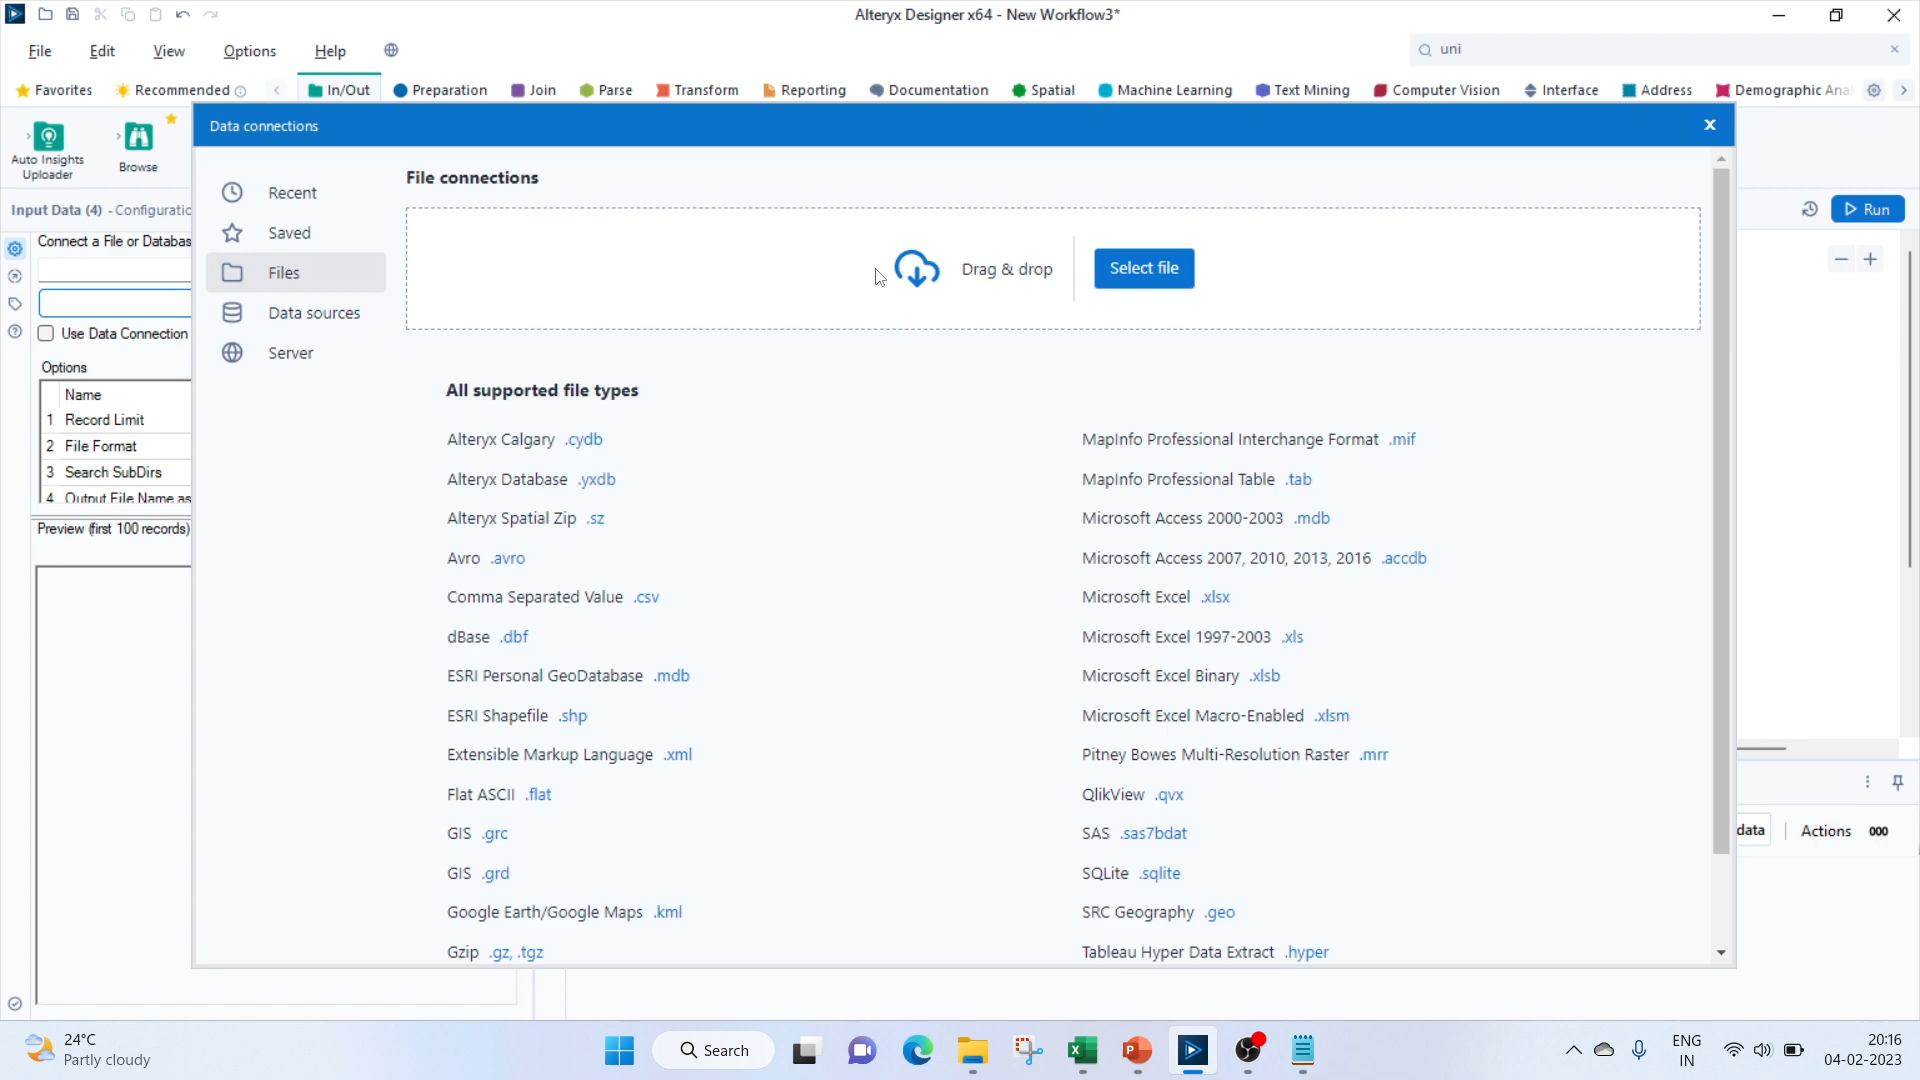 Alteryx Designer x64 - New Workflow3*
File Edit View Options Help
uni
Favorites Recommended In/Out Preparation Join Parse Transform Reporting Documentation Spatial Machine Learning Text Mining Computer Vision Interface Address Demographic Ana
Auto Insights
Uploader
Browse
Data connections
Input Data (4) - Configuratio
Run
Connect a File or Databas
Use Data Connection
Options
Name
1 Record Limit
2 File Format
3 Search SubDirs
4 Output File Name as
Preview (first 100 records)
Recent
Saved
Files
Data sources
Server
File connections
Drag & drop
Select file
All supported file types
Alteryx Calgary .cydb
Alteryx Database .yxdb
Alteryx Spatial Zip .sz
Avro .avro
Comma Separated Value .csv
dBase .dbf
ESRI Personal GeoDatabase .mdb
ESRI Shapefile .shp
Extensible Markup Language .xml
Flat ASCII .flat
GIS .grc
GIS .grd
Google Earth/Google Maps .kml
Gzip .gz, .tgz
MapInfo Professional Interchange Format .mif
MapInfo Professional Table .tab
Microsoft Access 2000-2003 .mdb
Microsoft Access 2007, 2010, 2013, 2016 .accdb
Microsoft Excel .xlsx
Microsoft Excel 1997-2003 .xls
Microsoft Excel Binary .xlsb
Microsoft Excel Macro-Enabled .xlsm
Pitney Bowes Multi-Resolution Raster .mrr
QlikView .qvx
SAS .sas7bdat
SQLite .sqlite
SRC Geography .geo
Tableau Hyper Data Extract .hyper
data Actions 000
24°C
Partly cloudy
Search
ENG
IN
20:16
04-02-2023